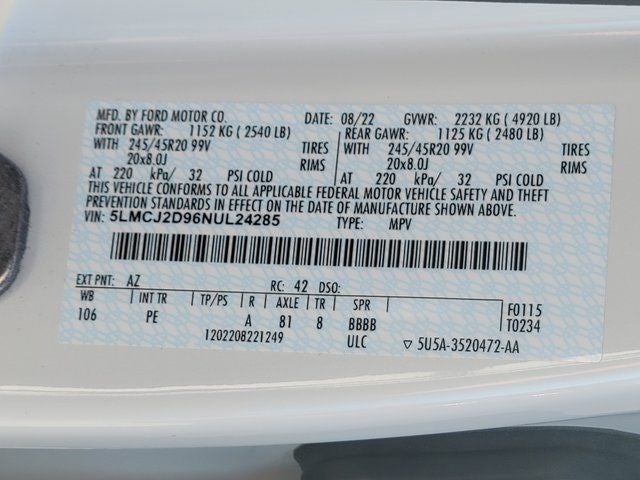 MFD. BY FORD MOTOR CO. DATE: 08/22 GVWR: 2232 KG ( 4920 LB)
FRONT GAWR: 1152 KG ( 2540 LB) REAR GAWR: 1125 KG ( 2480 LB)
WITH 245/45R20 99V TIRES WITH 245/45R20 99V TIRES
20x8.0J RIMS 20x8.0J RIMS
AT 220 kPa/ 32 PSI COLD AT 220 kPa/ 32 PSI COLD
THIS VEHICLE CONFORMS TO ALL APPLICABLE FEDERAL MOTOR VEHICLE SAFETY AND THEFT
PREVENTION STANDARDS IN EFFECT ON THE DATE OF MANUFACTURE SHOWN ABOVE.
VIN: 5LMCJ2D96NUL24285 TYPE: MPV
EXT PNT: AZ RC: 42 DSO:
WB INT TR TP/PS R AXLE TR SPR F0115
106 PE A 81 8 BBBB T0234
1202208221249 ULC ▽ 5U5A-3520472-AA